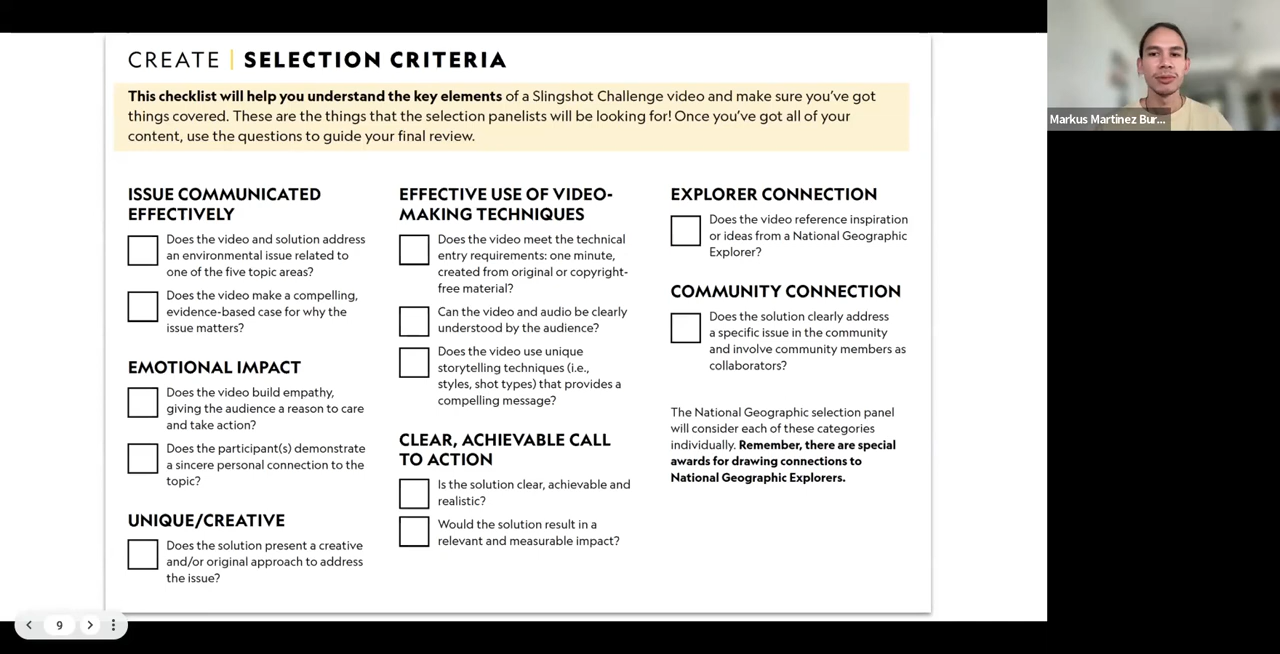 CREATE | SELECTION CRITERIA
This checklist will help you understand the key elements of a Slingshot Challenge video and make sure you've got
things covered. These are the things that the selection panelists will be looking for! Once you've got all of your
content, use the questions to guide your final review.
ISSUE COMMUNICATED
EFFECTIVELY
Does the video and solution address
an environmental issue related to
one of the five topic areas?
Does the video make a compelling,
evidence-based case for why the
issue matters?
EMOTIONAL IMPACT
Does the video build empathy,
giving the audience a reason to care
and take action?
Does the participant(s) demonstrate
a sincere personal connection to the
topic?
UNIQUE/CREATIVE
Does the solution present a creative
and/or original approach to address
the issue?
EFFECTIVE USE OF VIDEO-
MAKING TECHNIQUES
Does the video meet the technical
entry requirements: one minute,
created from original or copyright-
free material?
Can the video and audio be clearly
understood by the audience?
Does the video use unique
storytelling techniques (i.e.,
styles, shot types) that provides a
compelling message?
CLEAR, ACHIEVABLE CALL
TO ACTION
Is the solution clear, achievable and
realistic?
Would the solution result in a
relevant and measurable impact?
EXPLORER CONNECTION
Does the video reference inspiration
or ideas from a National Geographic
Explorer?
COMMUNITY CONNECTION
Does the solution clearly address
a specific issue in the community
and involve community members as
collaborators?
The National Geographic selection panel
will consider each of these categories
individually. Remember, there are special
awards for drawing connections to
National Geographic Explorers.
Markus Martinez Bur...
9